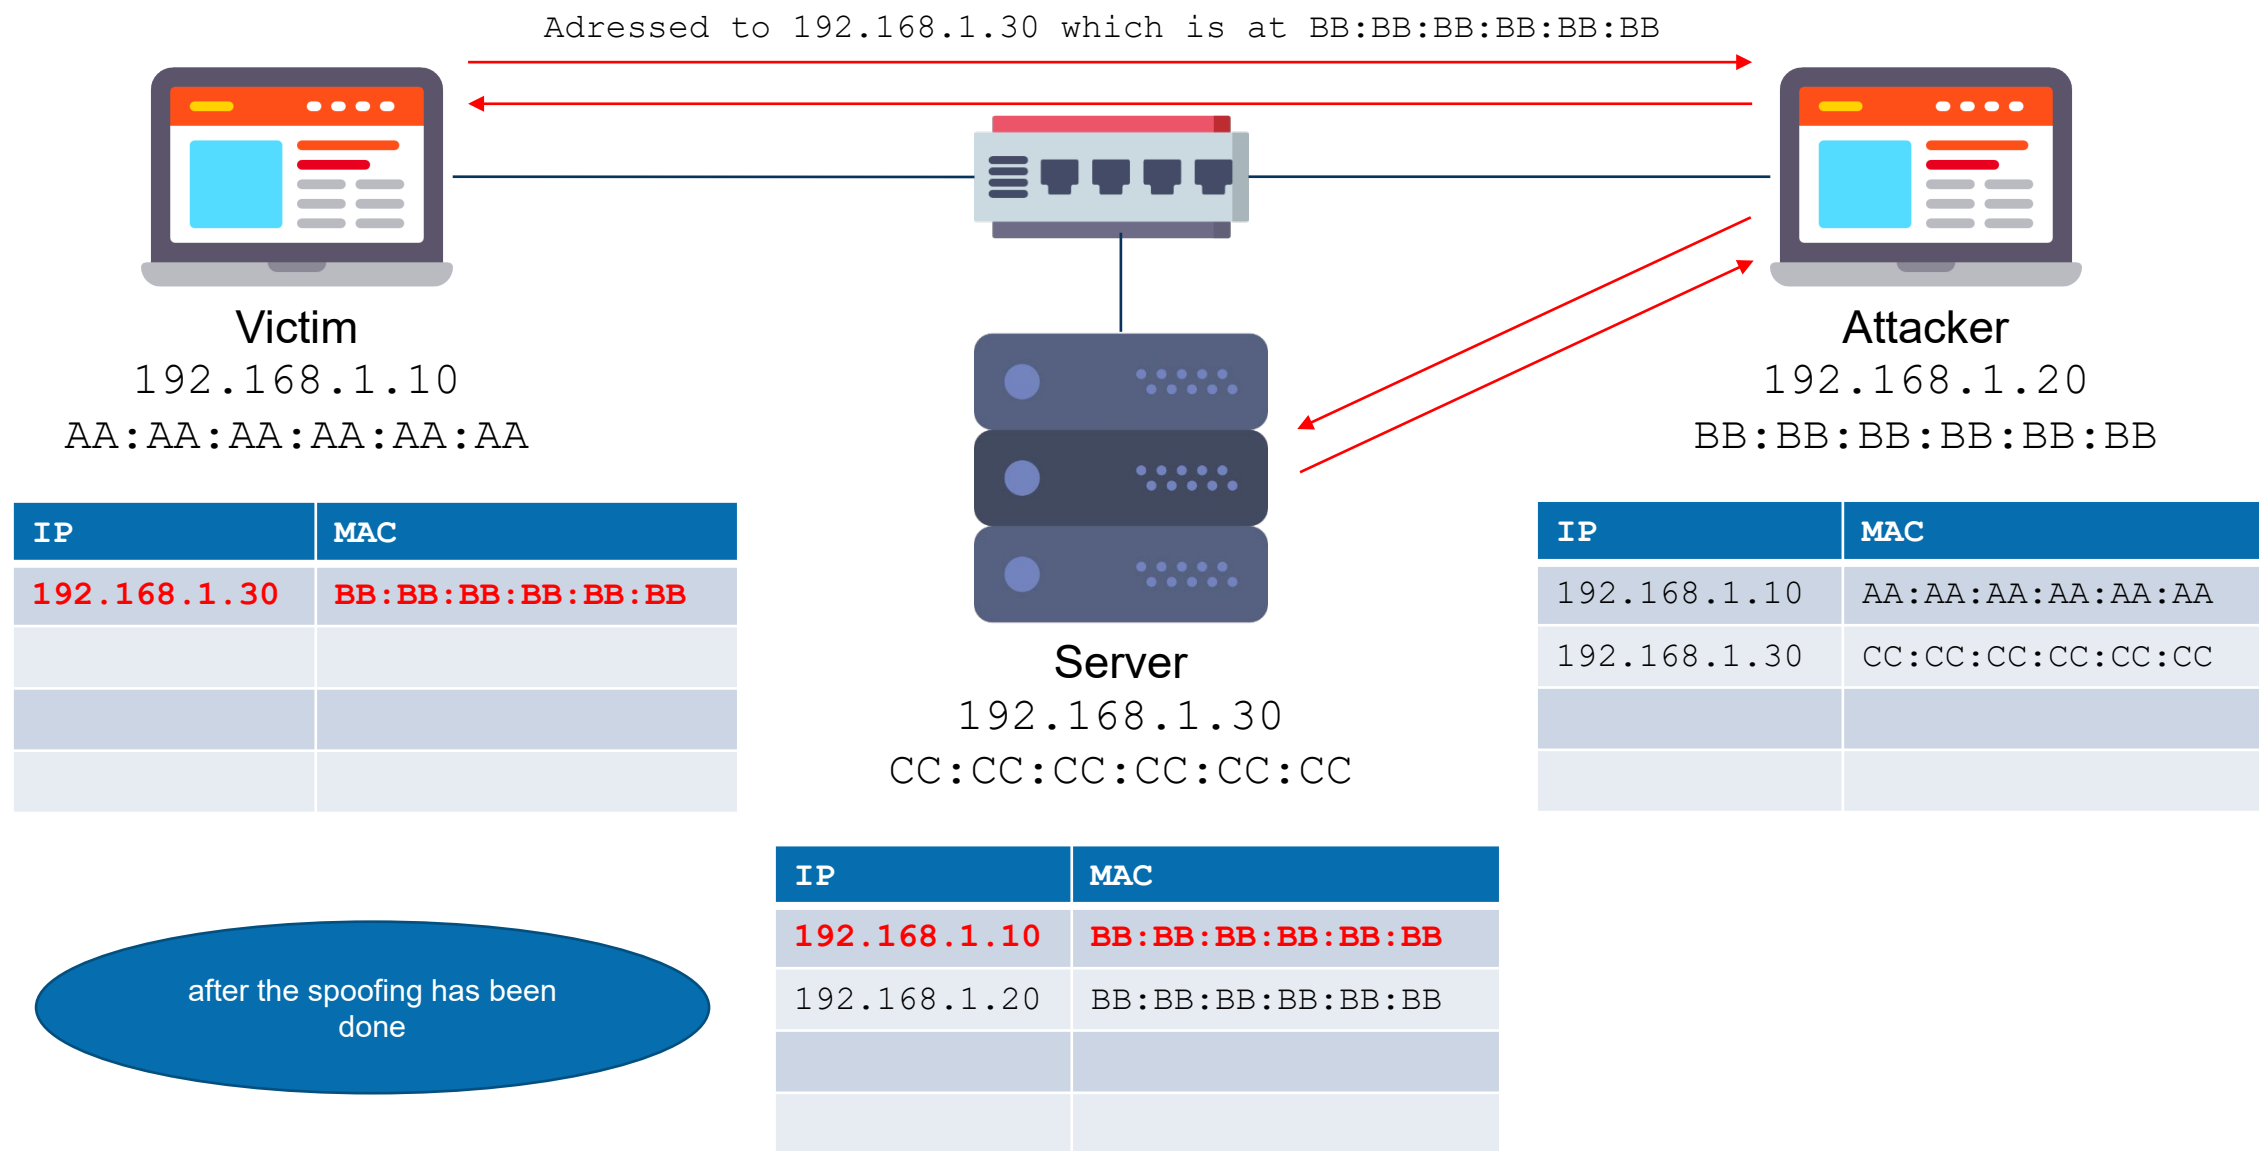 Adressed to 192.168.1.30 which is at BB:BB:BB:BB:BB:BB
Victim
192.168.1.10
AA:AA:AA:AA:AA:AA
Attacker
192.168.1.20
BB:BB:BB:BB:BB:BB
IP MAC
192.168.1.30 BB:BB:BB:BB:BB:BB
Server
192.168.1.30
CC:CC:CC:CC:CC:CC
IP MAC
192.168.1.10 AA:AA:AA:AA:AA:AA
192.168.1.30 CC:CC:CC:CC:CC:CC
IP MAC
192.168.1.10 BB:BB:BB:BB:BB:BB
192.168.1.20 BB:BB:BB:BB:BB:BB
after the spoofing has been
done